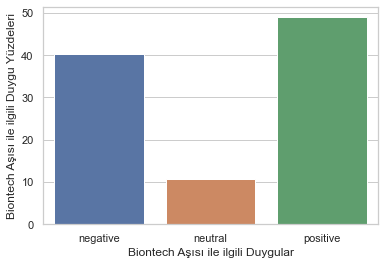 Biontech Aşısı ile ilgili Duygu Yüzdeleri
50
40
30
20
10
0
negative neutral positive
Biontech Aşısı ile ilgili Duygular